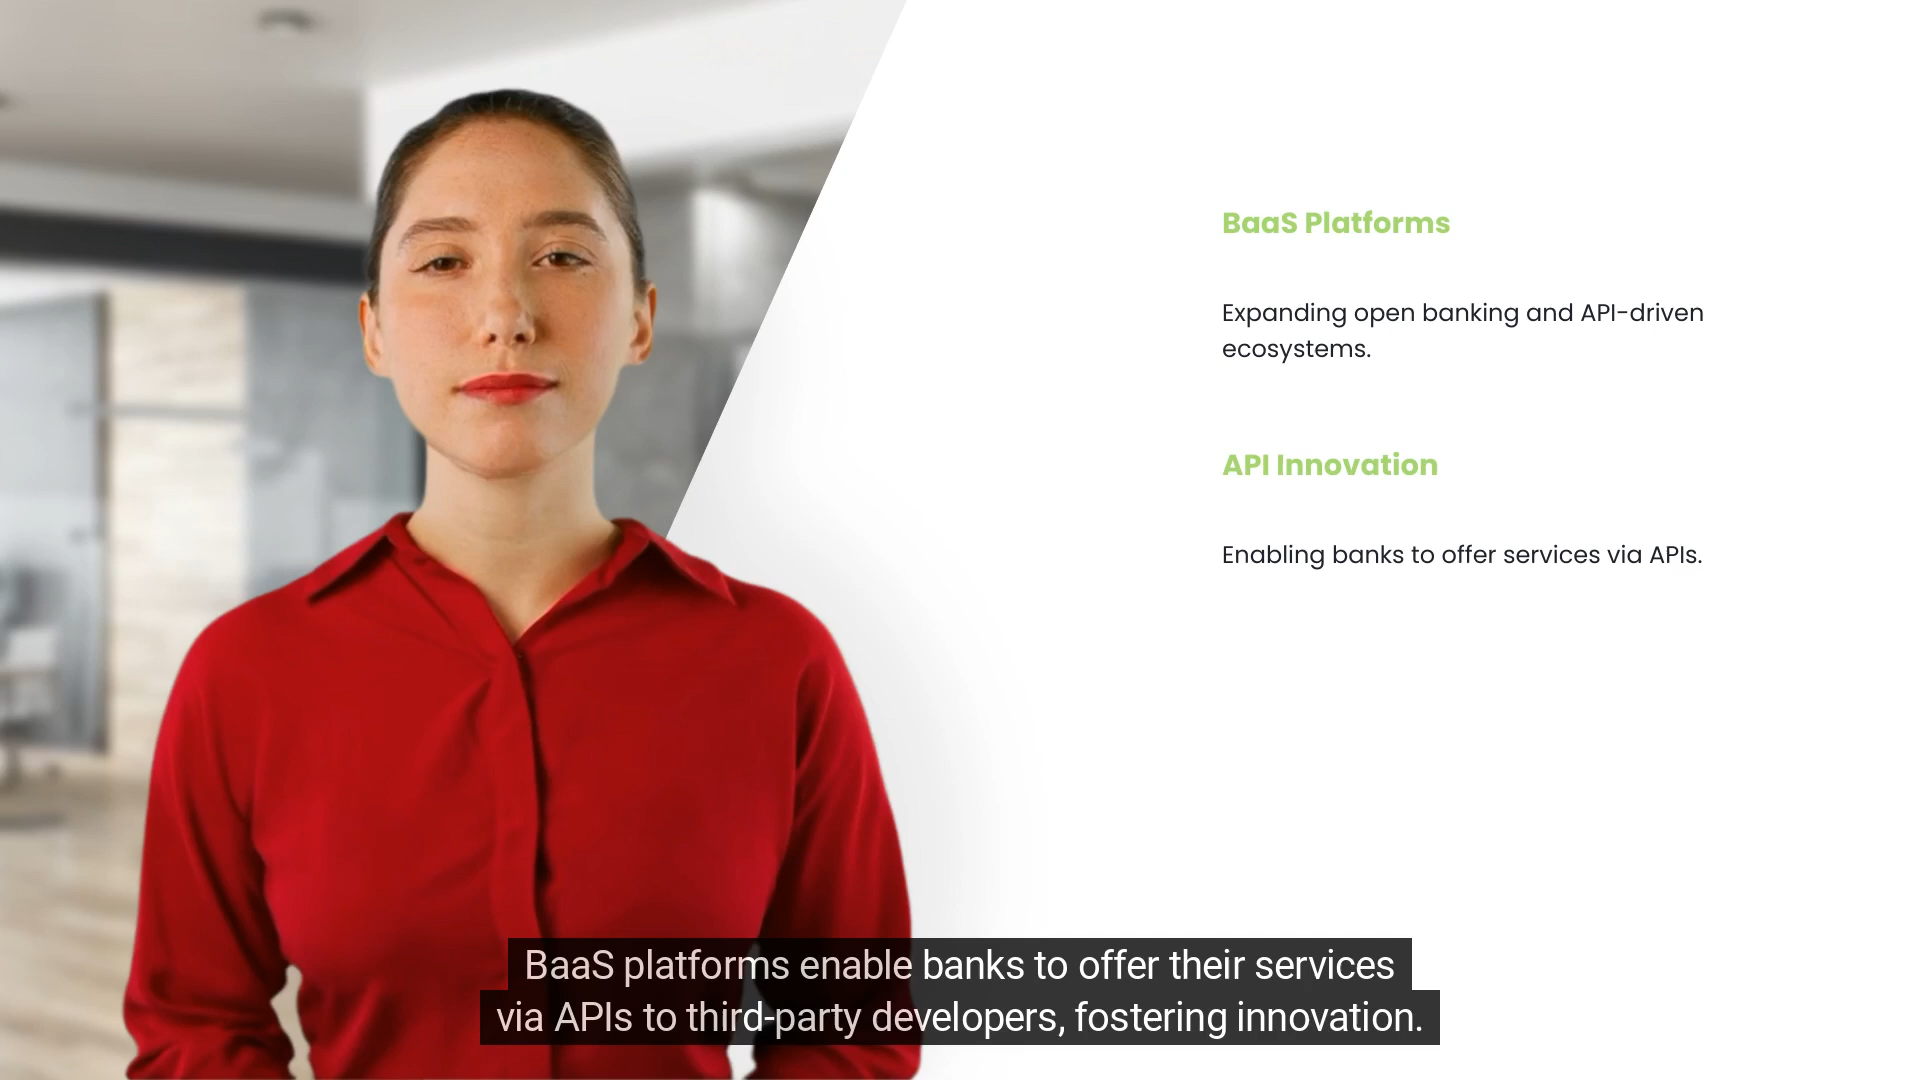 BaaS Platforms
Expanding open banking and API-driven
ecosystems.
API Innovation
Enabling banks to offer services via APIs.
BaaS platforms enable banks to offer their services
via APIs to third-party developers, fostering innovation.